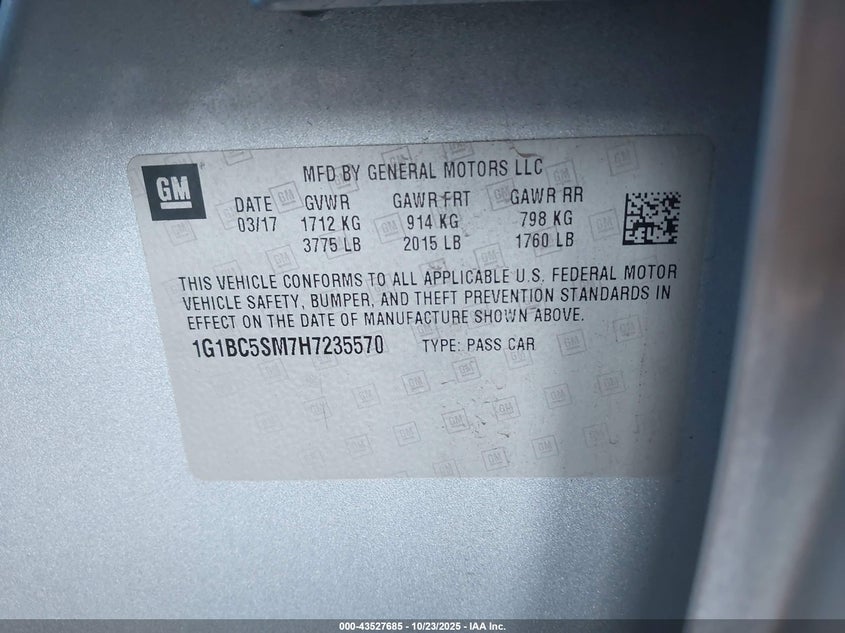 GM
MFD BY GENERAL MOTORS LLC
DATE GVWR GAWR FRT GAWR RR
03/17 1712 KG 914 KG 798 KG
3775 LB 2015 LB 1760 LB
THIS VEHICLE CONFORMS TO ALL APPLICABLE U.S. FEDERAL MOTOR
VEHICLE SAFETY, BUMPER, AND THEFT PREVENTION STANDARDS IN
EFFECT ON THE DATE OF MANUFACTURE SHOWN ABOVE.
1G1BC5SM7H7235570 TYPE: PASS CAR
000-43527685 - 10/23/2025 - IAA Inc.